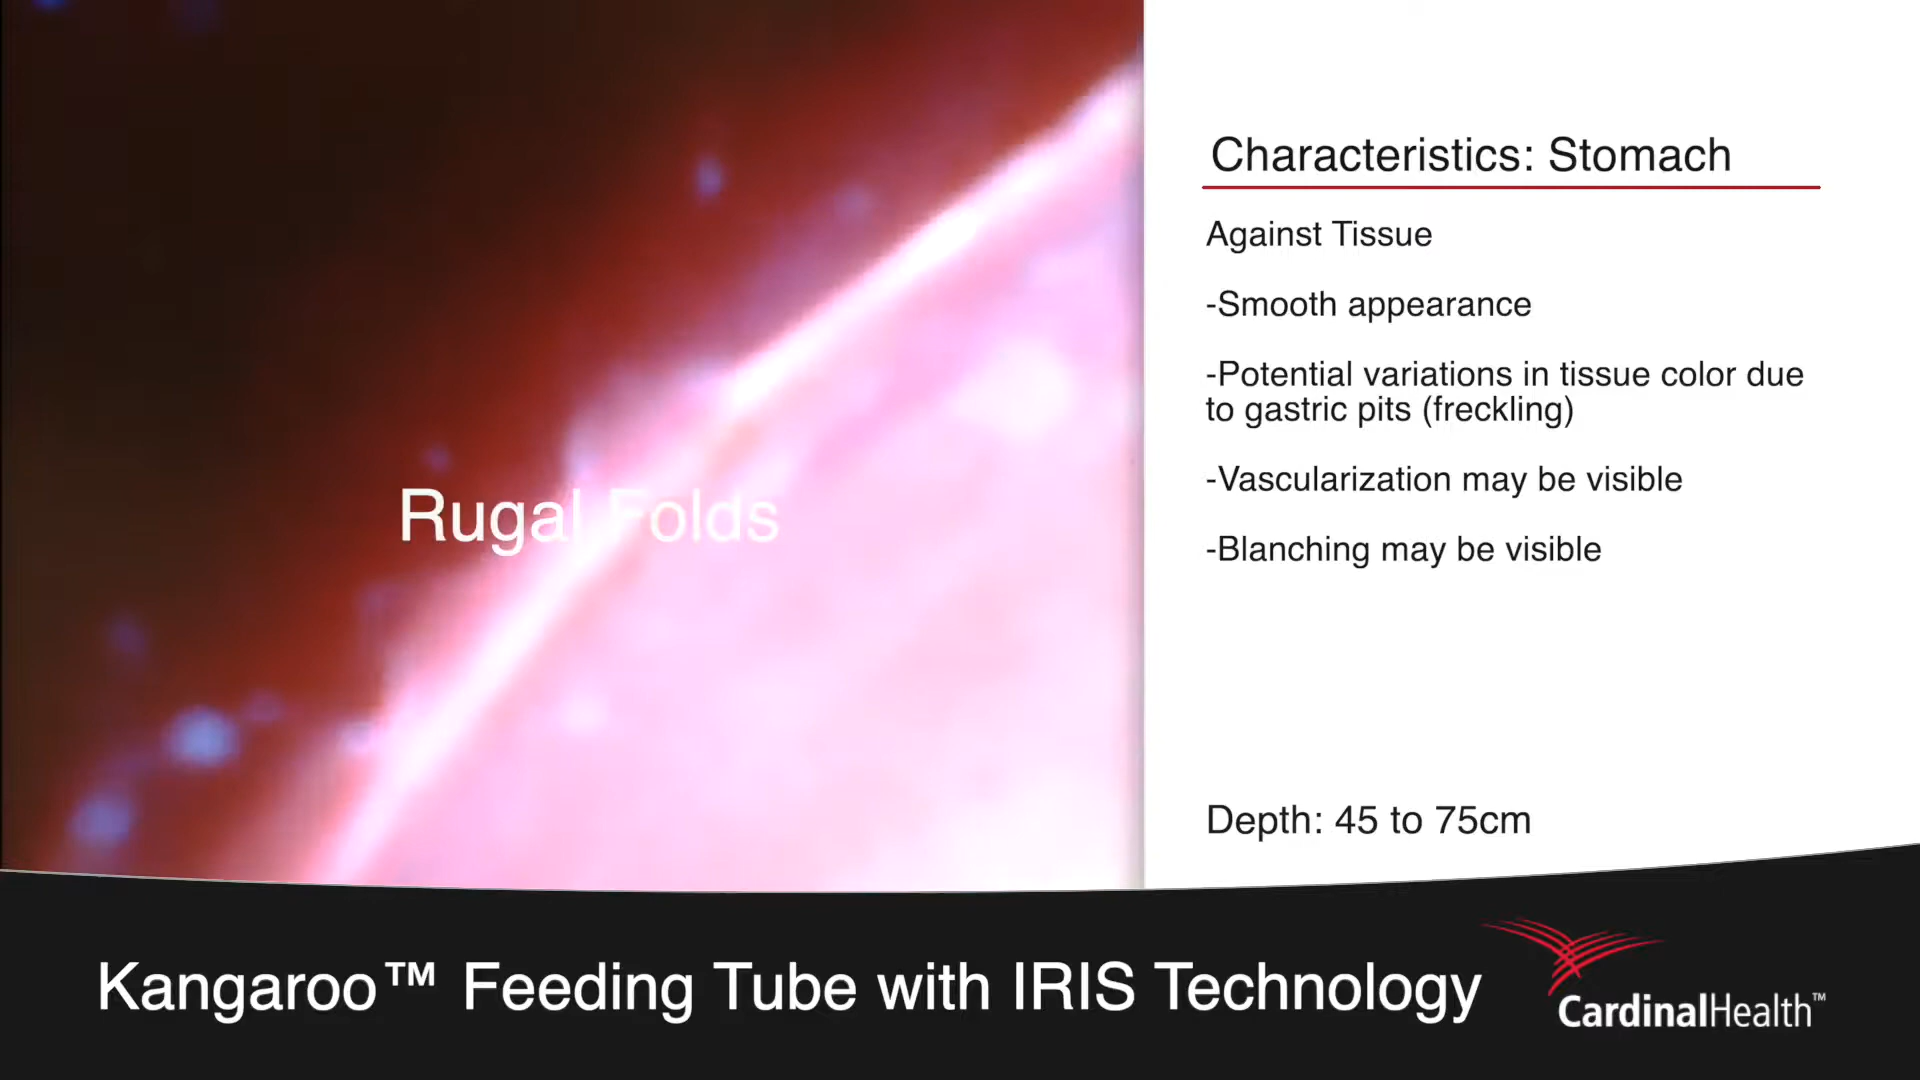 Characteristics: Stomach
Against Tissue
-Smooth appearance
-Potential variations in tissue color due
to gastric pits (freckling)
-Vascularization may be visible
-Blanching may be visible
Rugal Folds
Depth: 45 to 75cm
Kangaroo™ Feeding Tube with IRIS Technology
CardinalHealth™